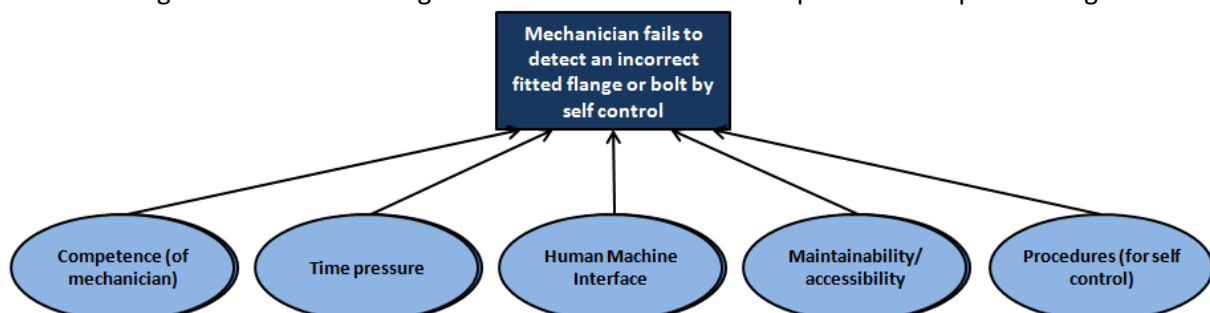 Mechanician fails to
detect an incorrect
fitted flange or bolt by
self control
Competence (of
mechanician)
Time pressure
Human Machine
Interface
Maintainability/
accessibility
Procedures (for self
control)